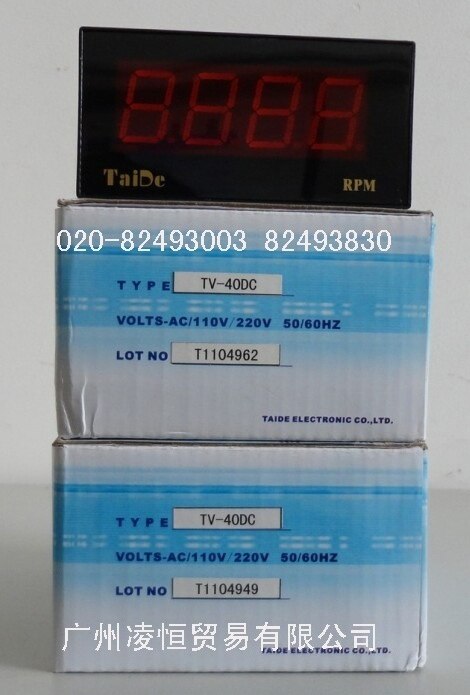 8888
TaiDe RPM
020-82493003 82493830
TYPE TV-40DC
VOLTS-AC/110V/220V 50/60HZ
LOT NO T1104962
TAIDE ELECTRONIC CO.,LTD.
TYPE TV-40DC
VOLTS-AC/110V/220V 50/60HZ
LOT NO T1104949
广州凌恒贸易有限公司
TAIDE ELECTRONIC CO.,LTD.